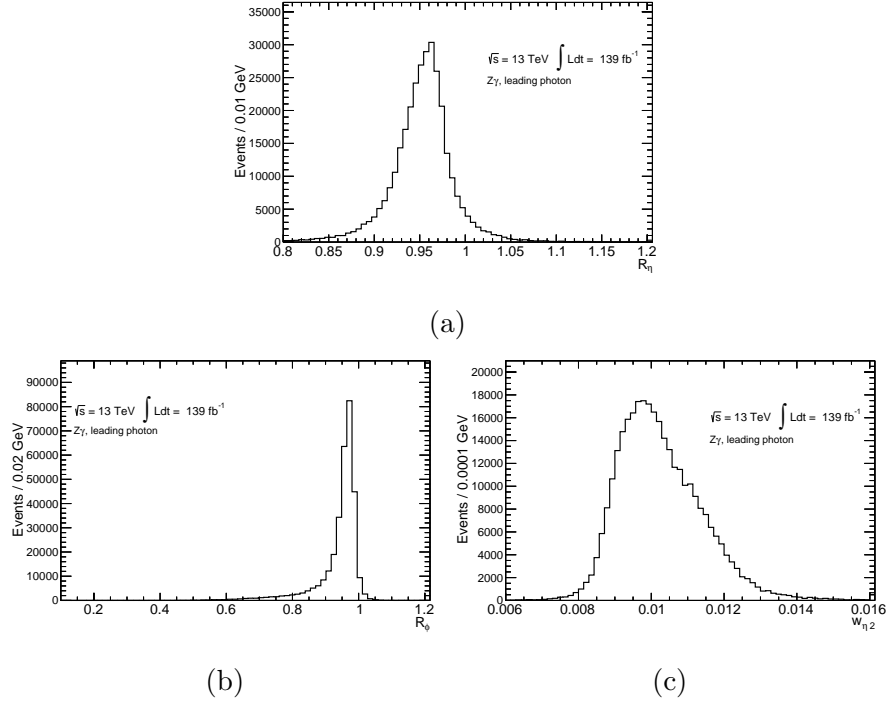 35000
30000
25000
20000
15000
10000
5000
0
Events / 0.01 GeV
√s = 13 TeV ∫ Ldt = 139 fb⁻¹
Zγ, leading photon
0.8 0.85 0.9 0.95 1 1.05 1.1 1.15 1.2
R_η
(a)
90000
80000
70000
60000
50000
40000
30000
20000
10000
0
Events / 0.02 GeV
√s = 13 TeV ∫ Ldt = 139 fb⁻¹
Zγ, leading photon
0.2 0.4 0.6 0.8 1 1.2
R_ϕ
(b)
20000
18000
16000
14000
12000
10000
8000
6000
4000
2000
0
Events / 0.0001 GeV
√s = 13 TeV ∫ Ldt = 139 fb⁻¹
Zγ, leading photon
0.006 0.008 0.01 0.012 0.014 0.016
w_η 2
(c)